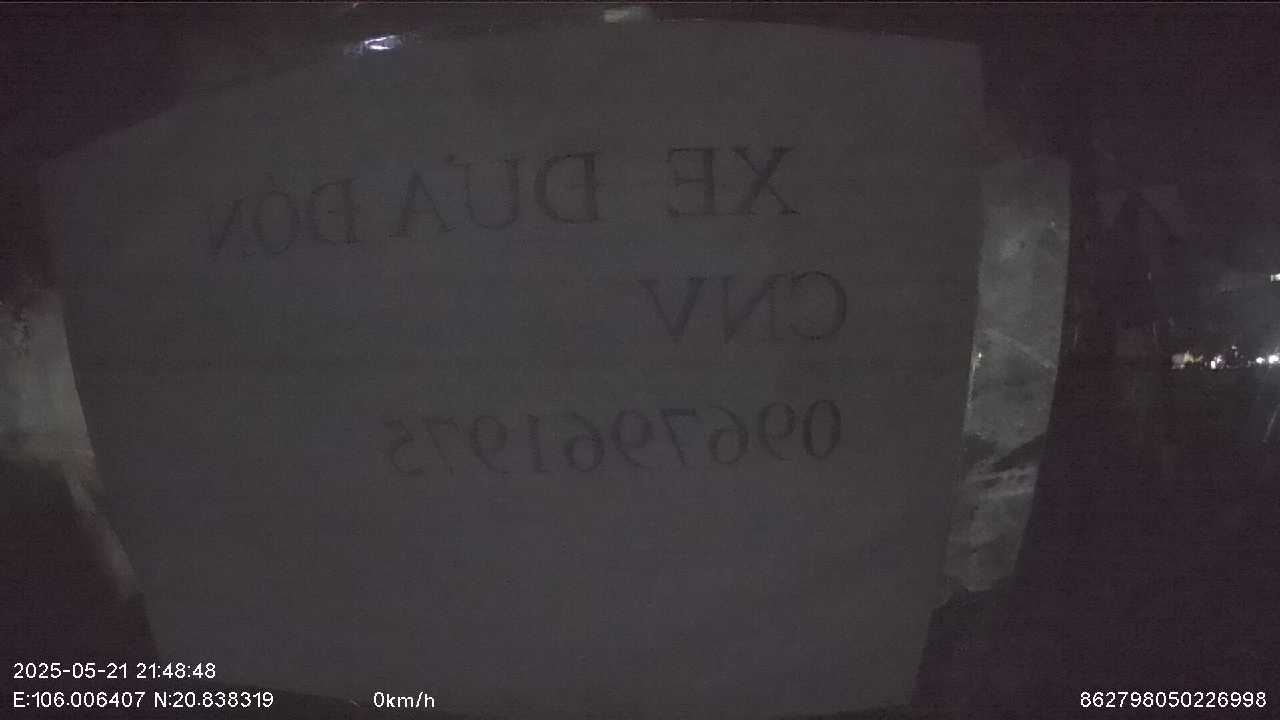 XE ĐƯA ĐÓN
CNV
0967961975
2025-05-21 21:48:48
E:106.006407 N:20.838319 0km/h
862798050226998